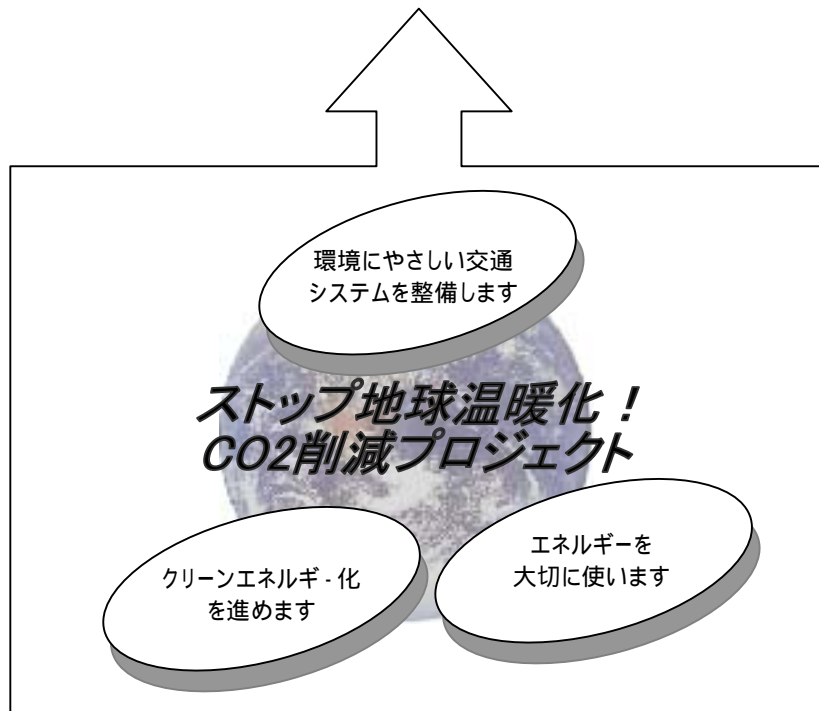 環境にやさしい交通
システムを整備します
ストップ地球温暖化！
CO2削減プロジェクト
クリーンエネルギ-化
を進めます
エネルギーを
大切に使います